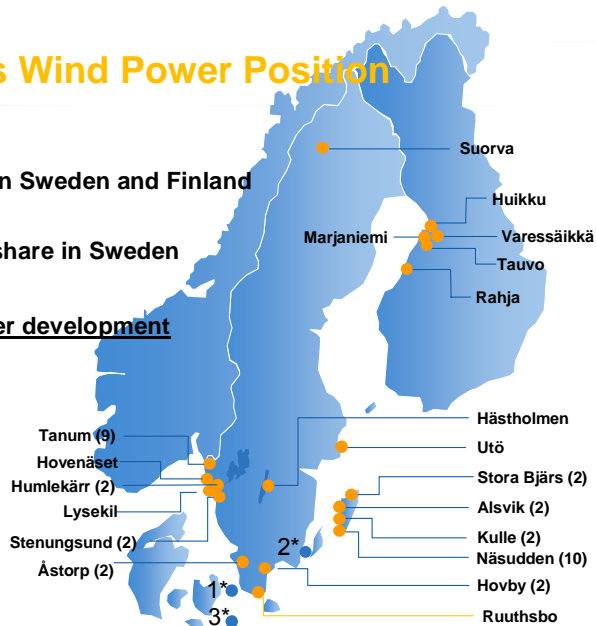 s Wind Power Position
n Sweden and Finland
share in Sweden
er development
Suorva
Huikku
Marjaniemi
Varessäikkä
Tauvo
Rahja
Hästholmen
Tanum (9)
Utö
Hovenäset
Stora Bjärs (2)
Humlekärr (2)
Lysekil
Alsvik (2)
Stenungsund (2)
Kulle (2)
2*
Näsudden (10)
Åstorp (2)
Hovby (2)
1*
3*
Ruuthsbo